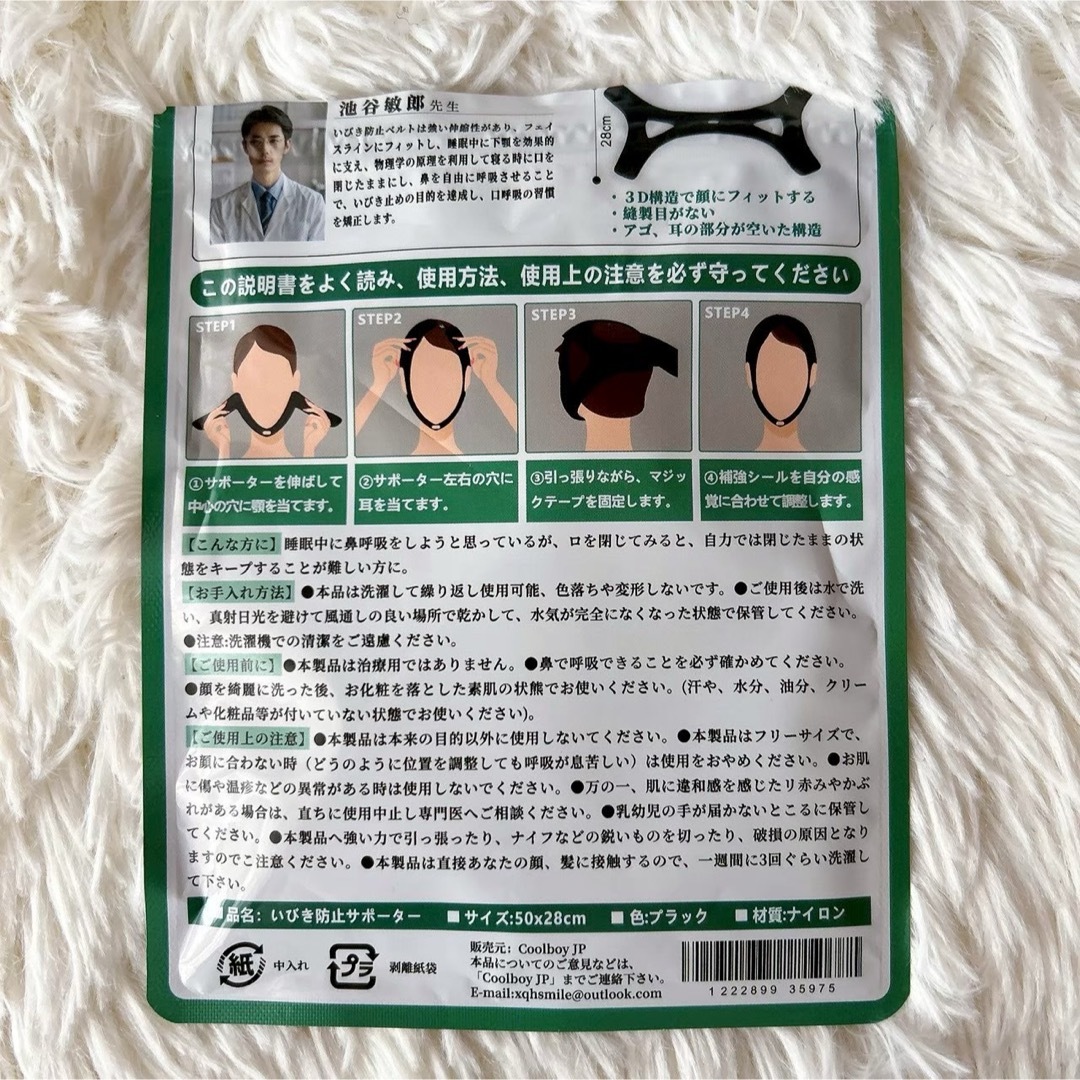 池谷敏郎先生
いびき防止ベルトは強い伸縮性があり、フェイ
スラインにフィットし、睡眠中に下顎を効果的
に支え、物理学の原理を利用して寝る時に口を
閉じたままにし、鼻を自由に呼吸させること
で、いびき止めの目的を達成し、口呼吸の習慣
を矯正します。
28cm
・3D構造で顔にフィットする
・縫製目がない
・アゴ、耳の部分が空いた構造
この説明書をよく読み、使用方法、使用上の注意を必ず守ってください
STEP1
STEP2
STEP3
STEP4
①サポーターを伸ばして
中心の穴に顎を当てます。
②サポーター左右の穴に
耳を当てます。
③引っ張りながら、マジッ
クテープを固定します。
④補強シールを自分の感
覚に合わせて調整します。
【こんな方に】睡眠中に鼻呼吸をしようと思っているが、口を閉じてみると、自力では閉じたままの状
態をキープすることが難しい方に。
【お手入れ方法】●本品は洗濯して繰り返し使用可能、色落ちや変形しないです。●ご使用後は水で洗
い、真射日光を避けて風通しの良い場所で乾かして、水気が完全になくなった状態で保管してください。
●注意:洗濯機での清潔をご遠慮ください。
【ご使用前に】●本製品は治療用ではありません。●鼻で呼吸できることを必ず確かめてください。
●顔を綺麗に洗った後、お化粧を落とした素肌の状態でお使いください。(汗や、水分、油分、クリー
ムや化粧品等が付いていない状態でお使いください)。
【ご使用上の注意】●本製品は本来の目的以外に使用しないてください。●本製品はフリーサイズで、
お顔に合わない時（どうのように位置を調整しても呼吸が息苦しい）は使用をおやめください。●お肌
に傷や湿疹などの異常がある時は使用しないでください。●万の一、肌に違和感を感じたり赤みやかぶ
れがある場合は、直ちに使用中止し専門医へご相談ください。●乳幼児の手が届かないとこるに保管し
てください。●本製品へ強い力で引っ張ったり、ナイフなどの鋭いものを切ったり、破損の原因となり
ますのでご注意ください。●本製品は直接あなたの顔、髪に接触するので、一週間に3回ぐらい洗濯し
て下さい。
■品名：いびき防止サポーター ■サイズ:50x28cm ■色:ブラック ■材質:ナイロン
紙 中入れ
プラ 剥離紙袋
販売元：Coolboy JP
本品についてのご意見などは、
「Coolboy JP」までご連絡下さい。
E-mail:xqhsmile@outlook.com
1222899 35975